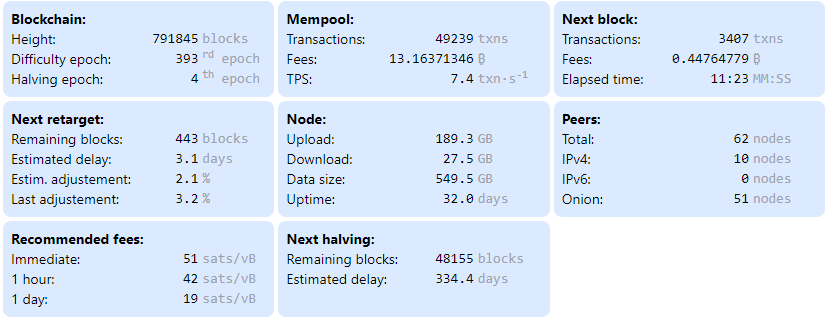 Blockchain:
Height: 791845 blocks
Difficulty epoch: 393 rd epoch
Halving epoch: 4 th epoch
Mempool:
Transactions: 49239 txns
Fees: 13.16371346 ₿
TPS: 7.4 txn·s⁻¹
Next block:
Transactions: 3407 txns
Fees: 0.44764779 ₿
Elapsed time: 11:23 MM:SS
Next retarget:
Remaining blocks: 443 blocks
Estimated delay: 3.1 days
Estim. adjustement: 2.1 %
Last adjustement: 3.2 %
Node:
Upload: 189.3 GB
Download: 27.5 GB
Data size: 549.5 GB
Uptime: 32.0 days
Peers:
Total: 62 nodes
IPv4: 10 nodes
IPv6: 0 nodes
Onion: 51 nodes
Recommended fees:
Immediate: 51 sats/vB
1 hour: 42 sats/vB
1 day: 19 sats/vB
Next halving:
Remaining blocks: 48155 blocks
Estimated delay: 334.4 days